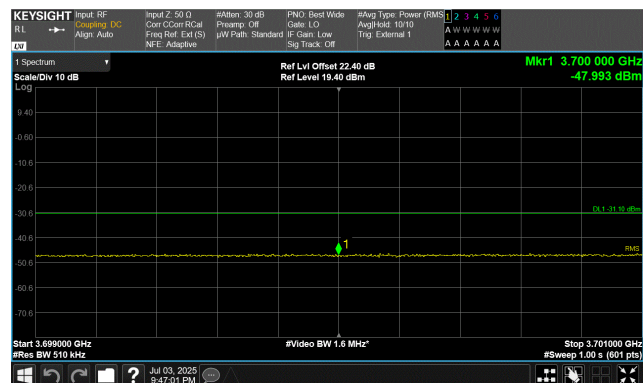 KEYSIGHT Input: RF Input Z: 50 Ω #Atten: 30 dB PNO: Best Wide #Avg Type: Power (RMS 1 2 3 4 5 6
RL Coupling: DC Corr CCorr RCal Preamp: Off Gate: LO Avg|Hold: 10/10 A W W W W W
Align: Auto Freq Ref: Ext (S) µW Path: Standard IF Gain: Low Trig: External 1
LXI NFE: Adaptive Sig Track: Off A A A A A A
1 Spectrum Ref Lvl Offset 22.40 dB Mkr1 3.700 000 GHz
Scale/Div 10 dB Ref Level 19.40 dBm -47.993 dBm
Log
9.40
-0.60
-10.6
-20.6
-30.6 DL1 -31.10 dBm
-40.6 1 RMS
-50.6
-60.6
-70.6
Start 3.699000 GHz #Video BW 1.6 MHz* Stop 3.701000 GHz
#Res BW 510 kHz #Sweep 1.00 s (601 pts)
? Jul 03, 2025
9:47:01 PM